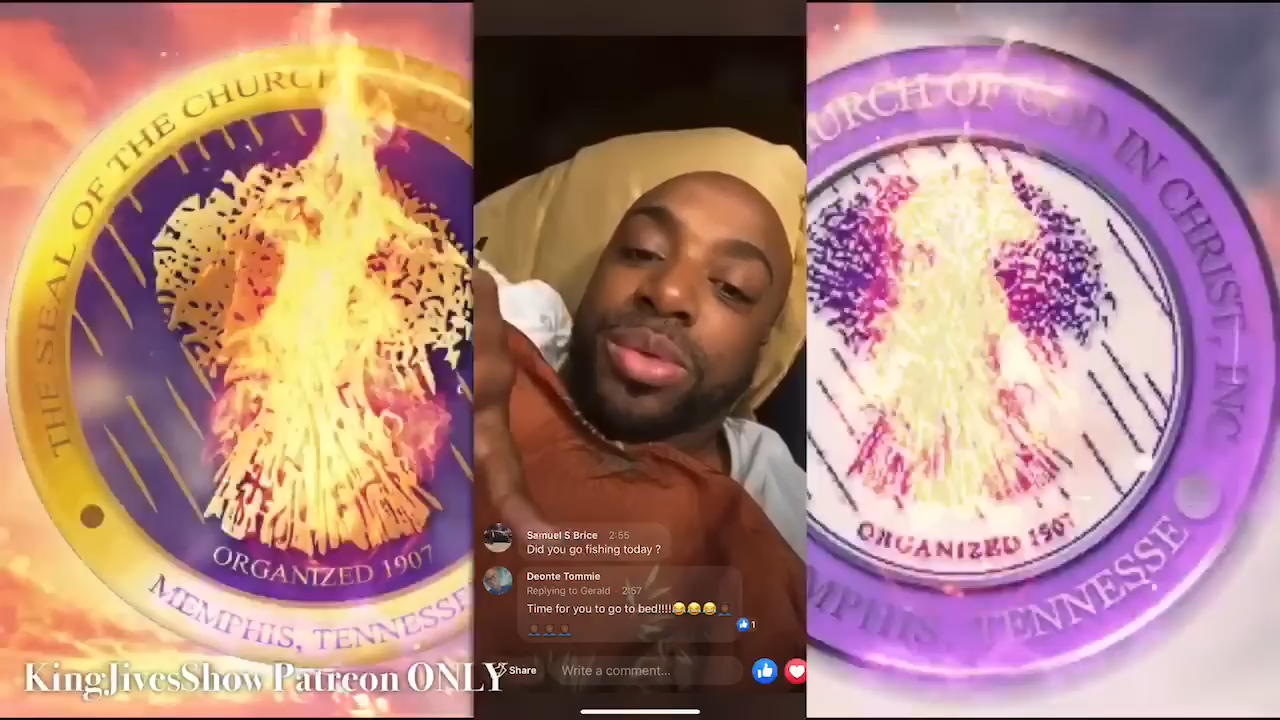 THE SEAL OF THE CHURCH
ORGANIZED 1907
MEMPHIS, TENNESSE
KingJivesShow Patreon ONLY
Samuel S Brice 2:55
Did you go fishing today ?
Deonte Tommie
Replying to Gerald · 2:57
Time for you to go to bed!!!!😂😂😂
1
Share
Write a comment...
URCH OF GOD IN CHRIST, INC
ORGANIZED 1907
MPHIS, TENNESSE